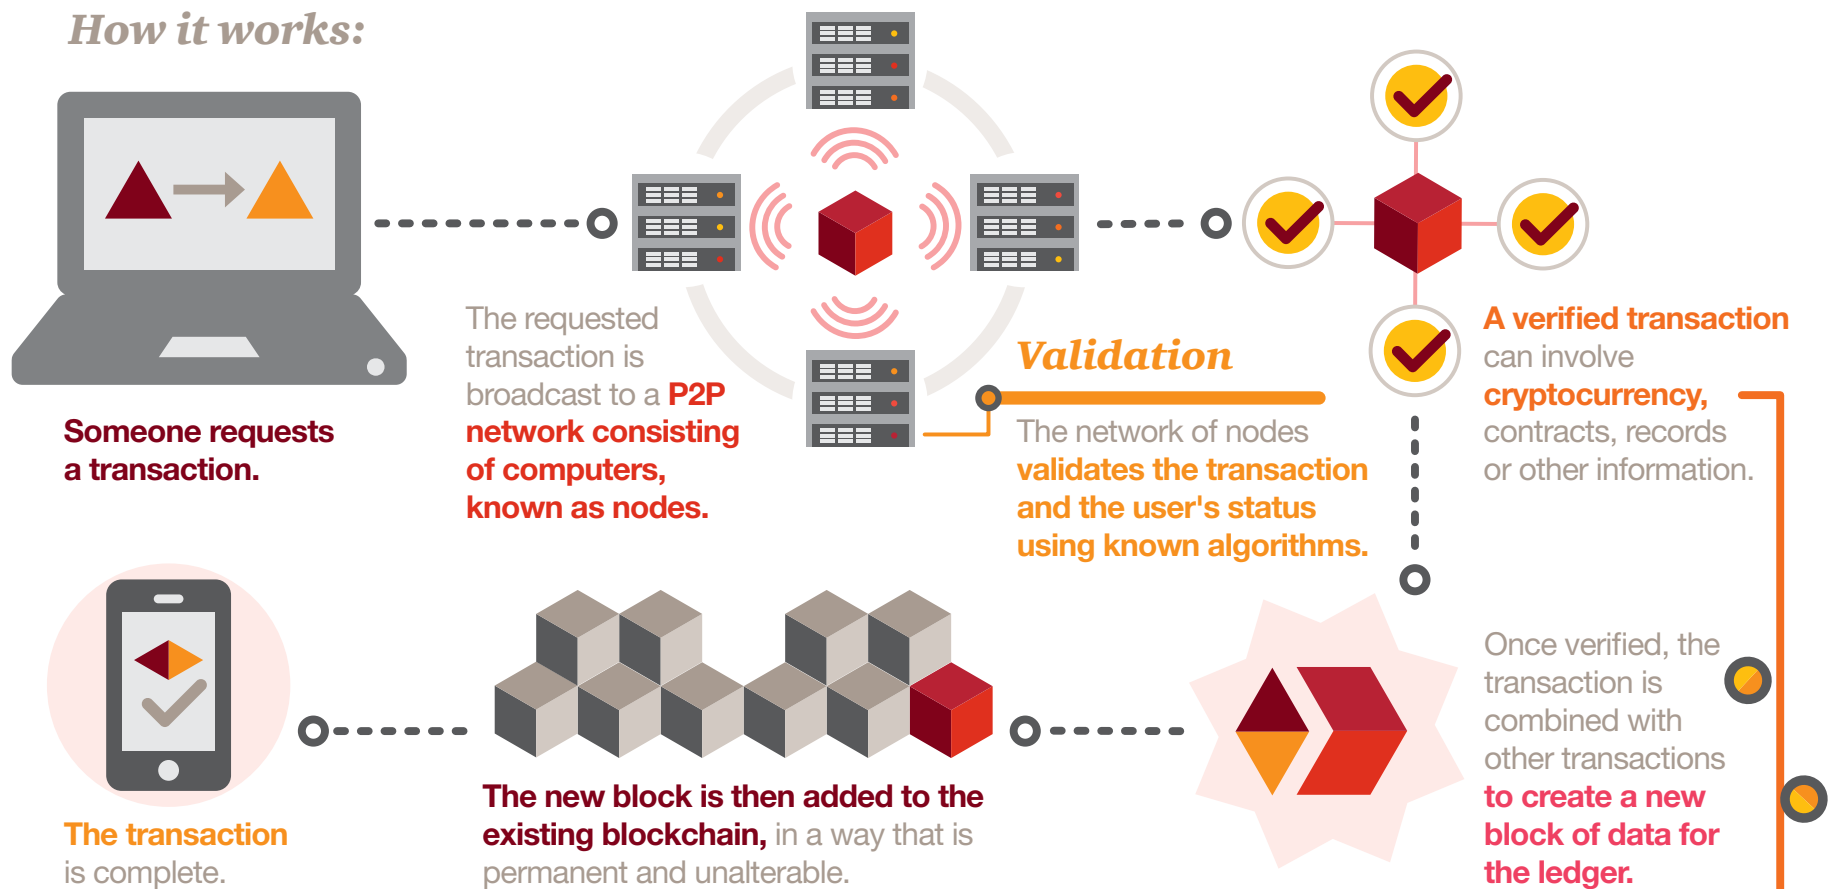 How it works:
Someone requests
a transaction.
The requested
transaction is
broadcast to a P2P
network consisting
of computers,
known as nodes.
Validation
The network of nodes
validates the transaction
and the user's status
using known algorithms.
A verified transaction
can involve
cryptocurrency,
contracts, records
or other information.
Once verified, the
transaction is
combined with
other transactions
to create a new
block of data for
the ledger.
The new block is then added to the
existing blockchain, in a way that is
permanent and unalterable.
The transaction
is complete.